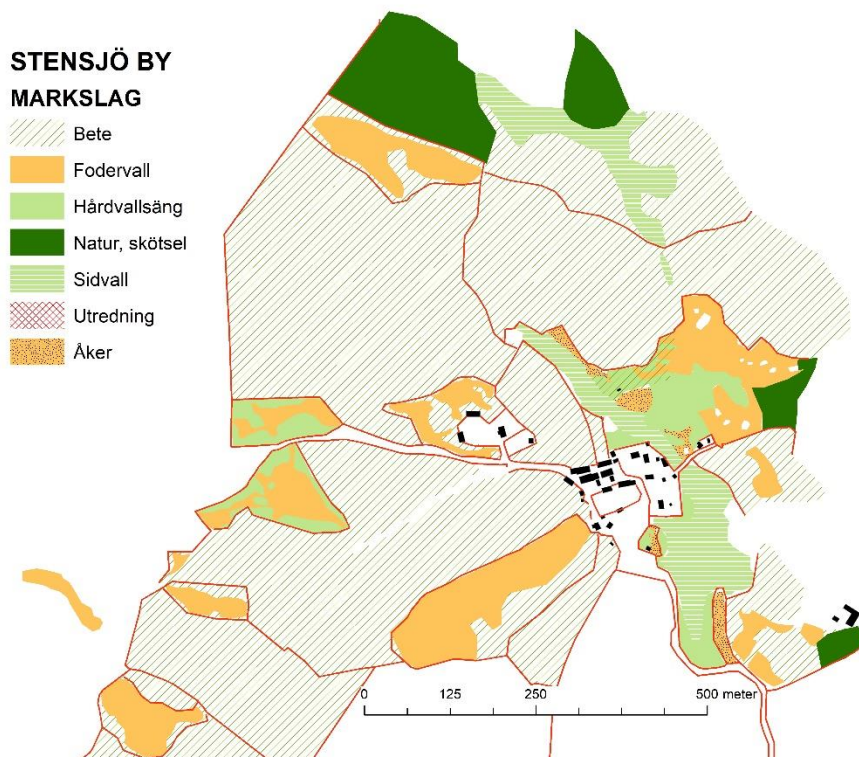 STENSJÖ BY
MARKSLAG
Bete
Fodervall
Hårdvallsäng
Natur, skötsel
Sidvall
Utredning
Åker
0 125 250 500 meter